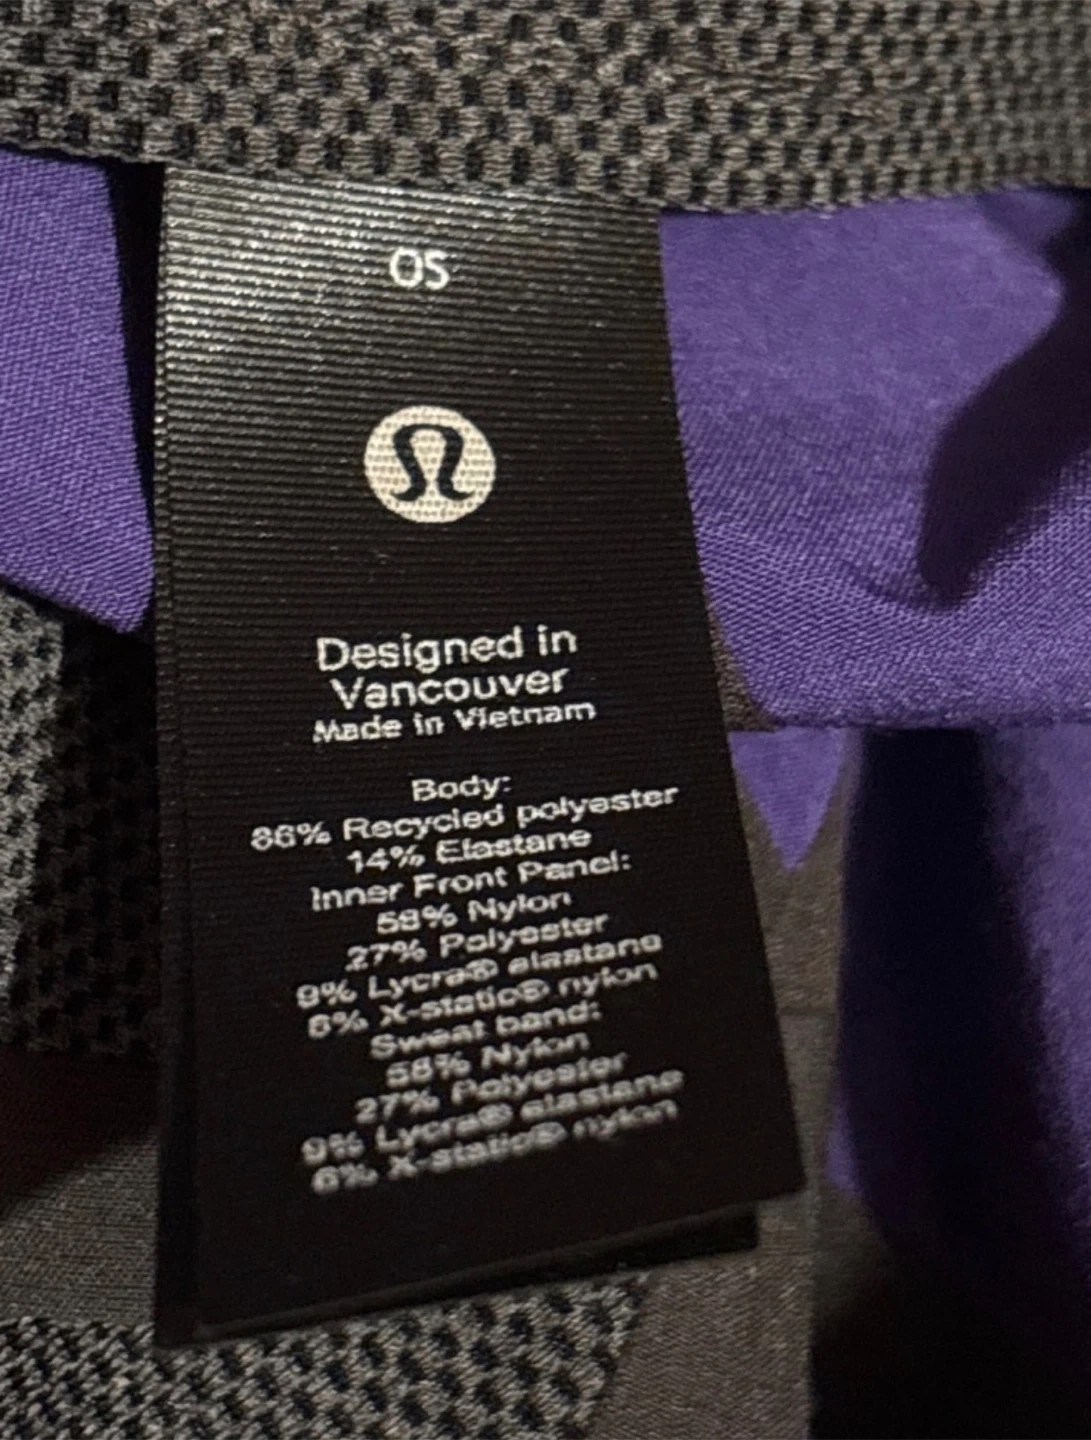 OS
Designed in
Vancouver
Made in Vietnam
Body:
86% Recycled polyester
14% Elastane
Inner Front Panel:
58% Nylon
27% Polyester
9% Lycra® elastane
6% X-static® nylon
Sweat band:
58% Nylon
27% Polyester
9% Lycra® elastane
6% X-static® nylon